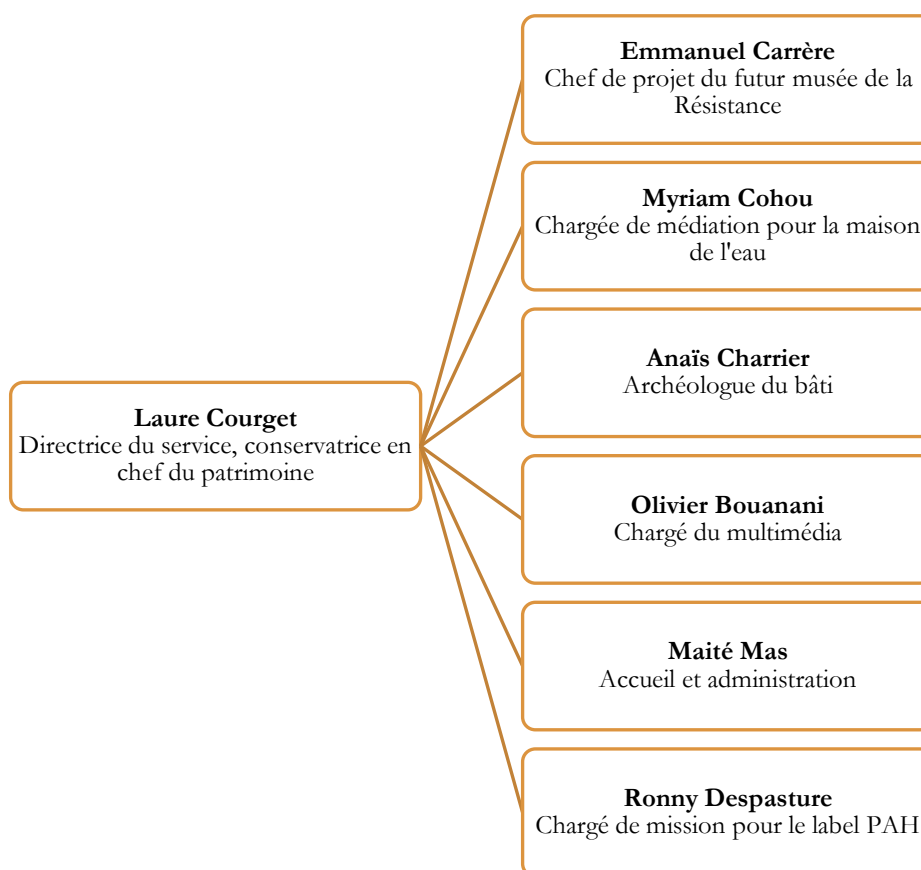 Emmanuel Carrère
Chef de projet du futur musée de la
Résistance
Myriam Cohou
Chargée de médiation pour la maison
de l'eau
Anaïs Charrier
Archéologue du bâti
Laure Courget
Directrice du service, conservatrice en
chef du patrimoine
Olivier Bouanani
Chargé du multimédia
Maité Mas
Accueil et administration
Ronny Despasture
Chargé de mission pour le label PAH